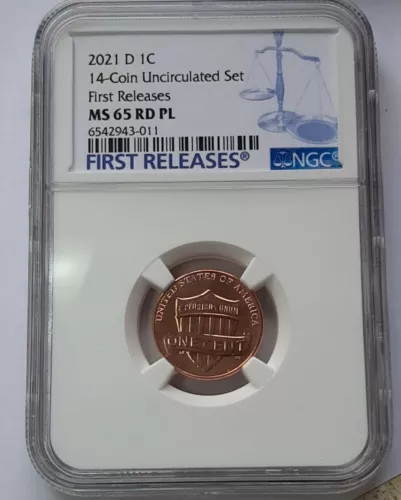 2021 D 1C
14-Coin Uncirculated Set
First Releases
MS 65 RD PL
6542943-011
FIRST RELEASES®
NGC®
UNITED STATES OF AMERICA
E PLURIBUS UNUM
ONE CENT